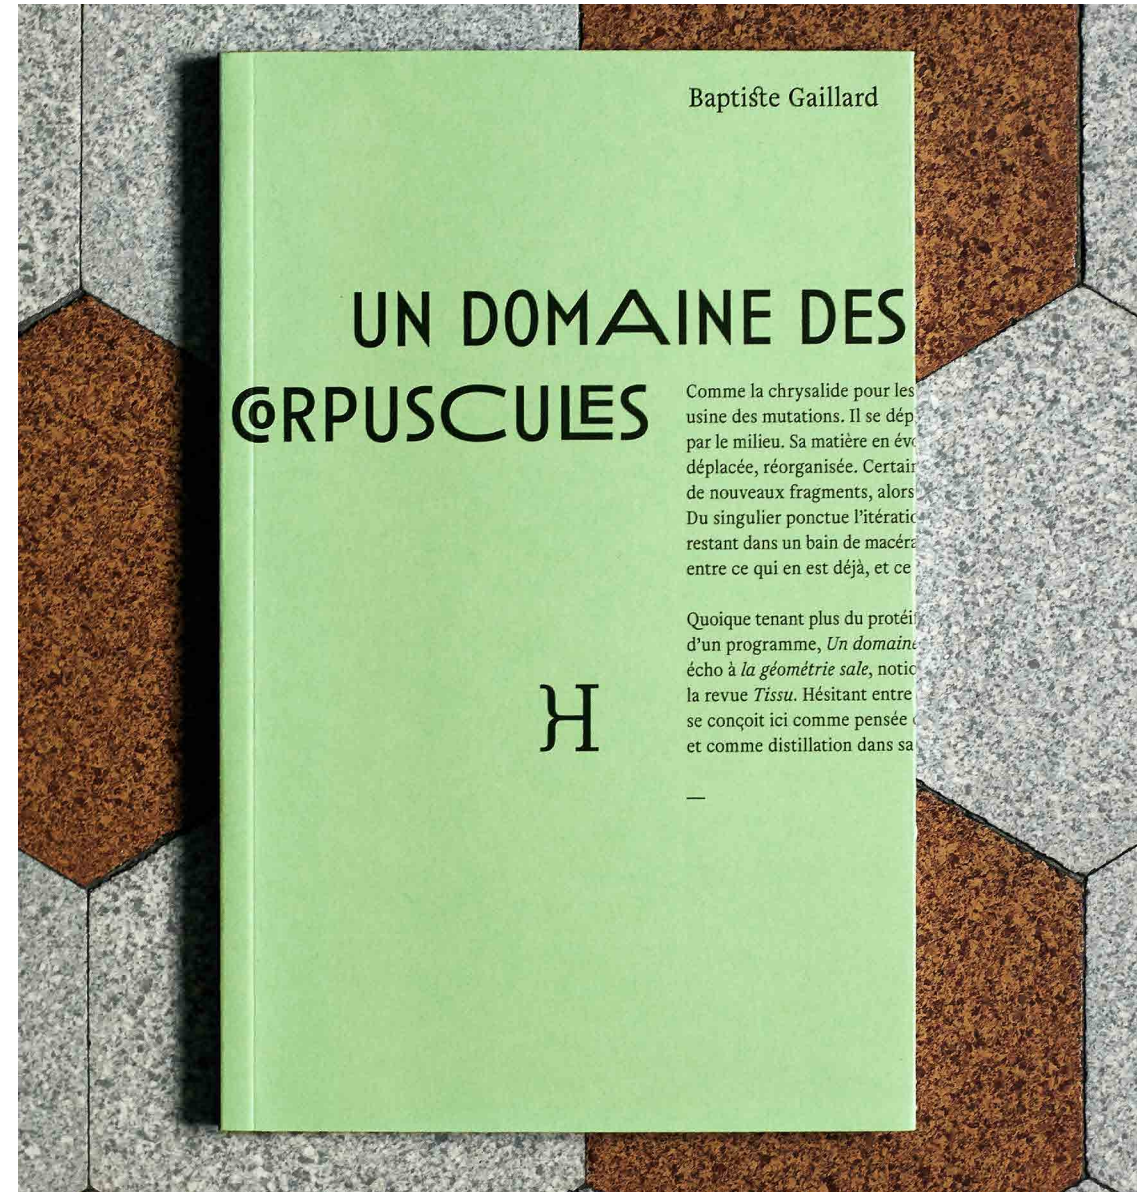 Baptiste Gaillard
UN DOMAINE DES
CORPUSCULES
Comme la chrysalide pour les
usine des mutations. Il se dép
par le milieu. Sa matière en évo
déplacée, réorganisée. Certain
de nouveaux fragments, alors
Du singulier ponctue l’itératio
restant dans un bain de macéra
entre ce qui en est déjà, et ce
Quoique tenant plus du protéi
d’un programme, Un domaine
écho à la géométrie sale, notio
la revue Tissu. Hésitant entre
se conçoit ici comme pensée
et comme distillation dans sa
—
H